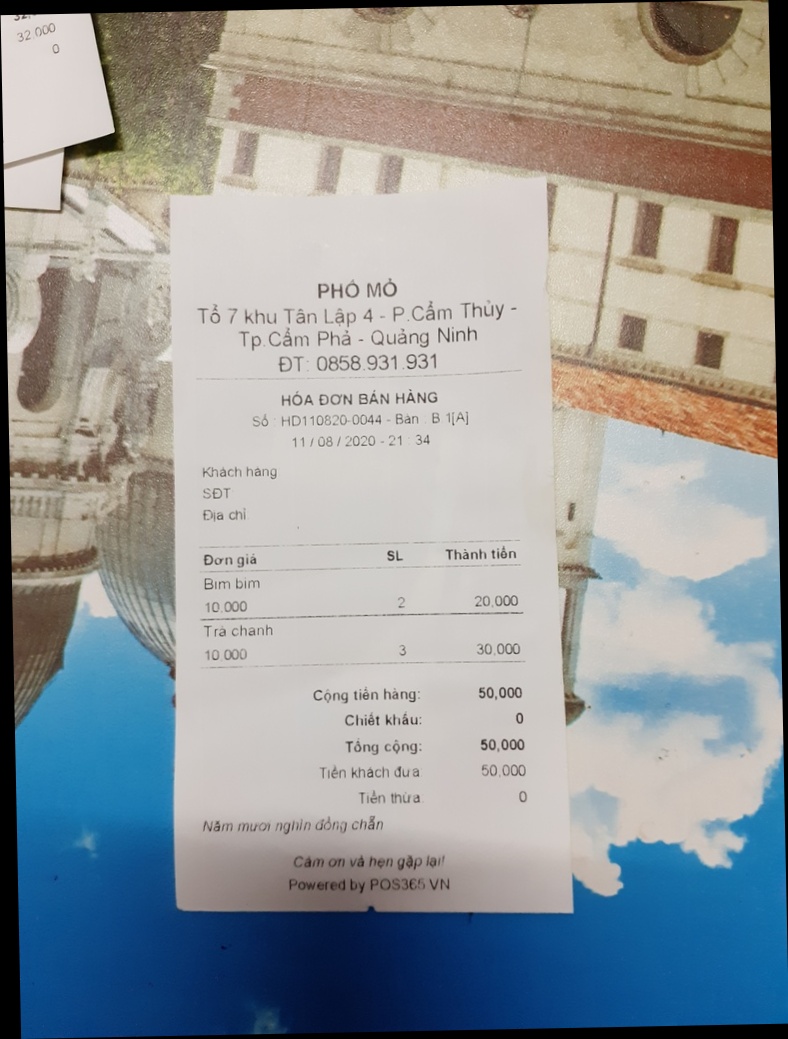 32.000
0
PHỐ MỎ
Tổ 7 khu Tân Lập 4 - P.Cẩm Thủy -
Tp.Cẩm Phả - Quảng Ninh
ĐT: 0858.931.931
HÓA ĐƠN BÁN HÀNG
Số : HD110820-0044 - Bàn . B 1[A]
11 / 08 / 2020 - 21 : 34
Khách hàng
SĐT
Địa chỉ
Đơn giá SL Thành tiền
Bim bim
10,000 2 20,000
Trà chanh
10,000 3 30,000
Cộng tiền hàng: 50,000
Chiết khấu: 0
Tổng cộng: 50,000
Tiền khách đưa 50,000
Tiền thừa 0
Năm mươi nghìn đồng chẵn
Cảm ơn và hẹn gặp lại!
Powered by POS365.VN